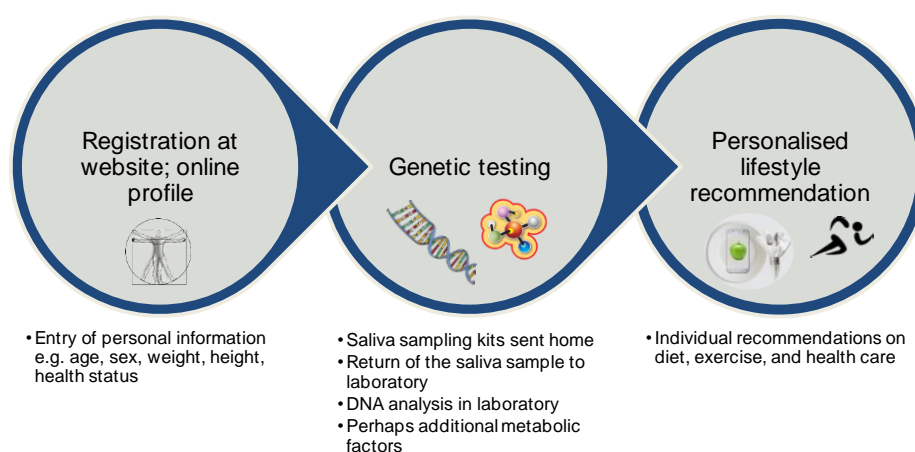 Registration at
website; online
profile
• Entry of personal information
e.g. age, sex, weight, height,
health status
Genetic testing
• Saliva sampling kits sent home
• Return of the saliva sample to
laboratory
• DNA analysis in laboratory
• Perhaps additional metabolic
factors
Personalised
lifestyle
recommendation
• Individual recommendations on
diet, exercise, and health care